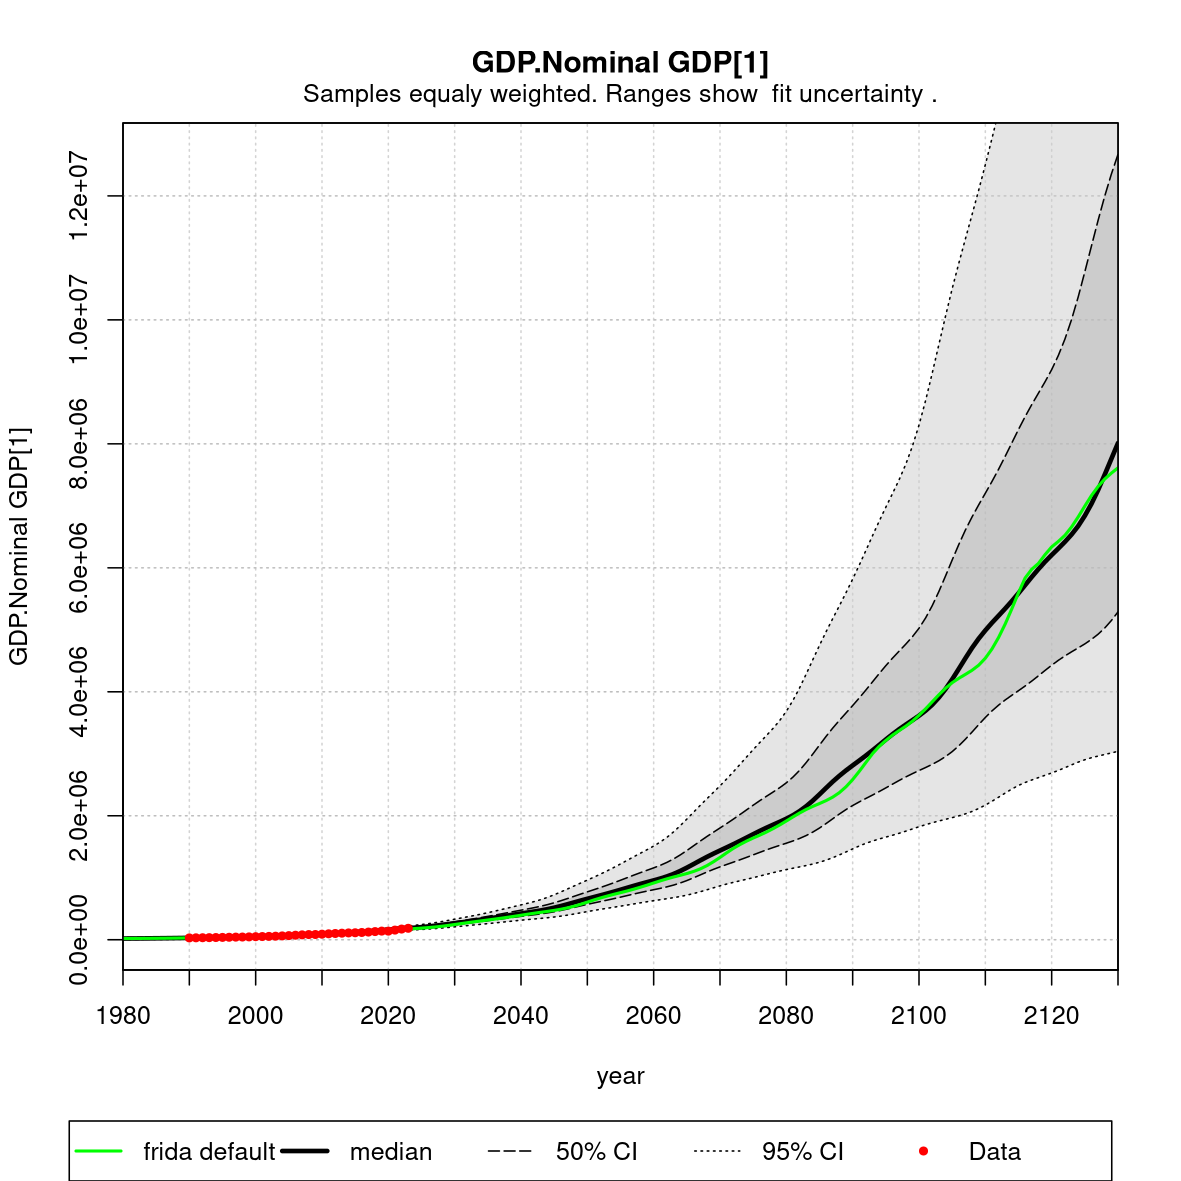 GDP.Nominal GDP[1]
Samples equaly weighted. Ranges show  fit uncertainty .
GDP.Nominal GDP[1]
1.2e+07
1.0e+07
8.0e+06
6.0e+06
4.0e+06
2.0e+06
0.0e+00
1980 2000 2020 2040 2060 2080 2100 2120
year
frida default median 50% CI 95% CI Data